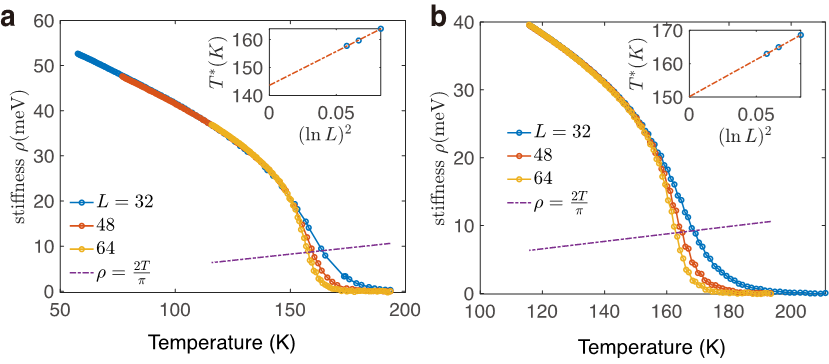 a
stiffness ρ(meV)
60
50
40
30
20
10
0
50
100
150
200
Temperature (K)
L = 32
48
64
ρ = 2T/π
T*(K)
160
150
140
0
0.05
(ln L)²
b
stiffness ρ(meV)
40
30
20
10
0
100
120
140
160
180
200
Temperature (K)
L = 32
48
64
ρ = 2T/π
T*(K)
170
160
150
0
0.05
(ln L)²